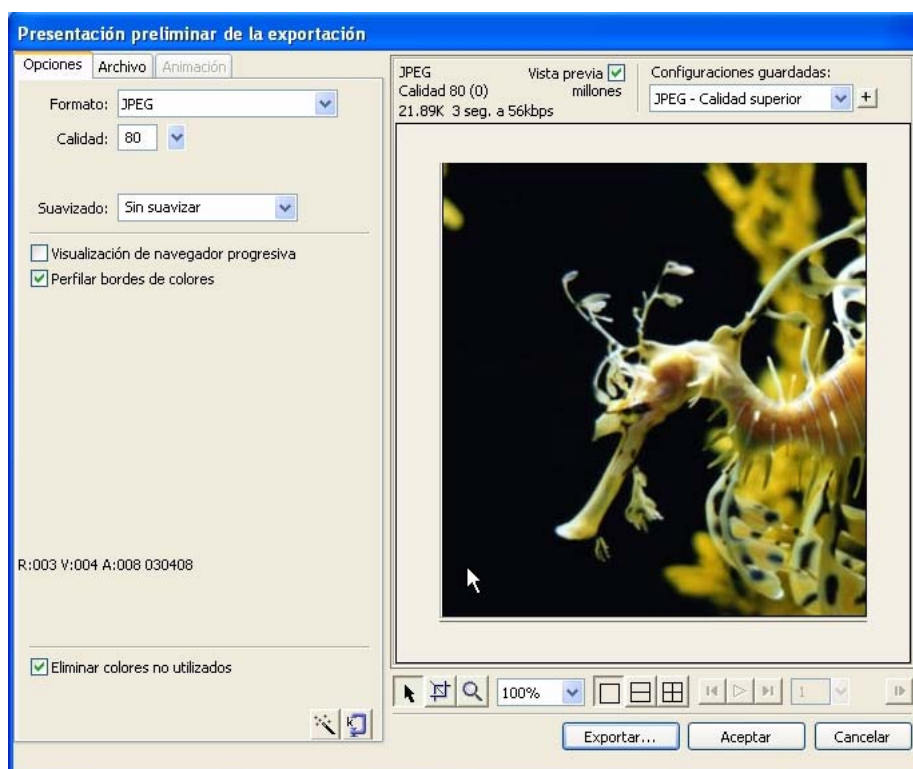 Presentación preliminar de la exportación
Opciones
Archivo
Animación
Formato: JPEG
Calidad: 80
Suavizado: Sin suavizar
Visualización de navegador progresiva
Perfilar bordes de colores
R:003 V:004 A:008 030408
Eliminar colores no utilizados
JPEG
Calidad 80 (0)
21.89K 3 seg. a 56kbps
Vista previa
millones
Configuraciones guardadas:
JPEG - Calidad superior
+
100%
1
Exportar...
Aceptar
Cancelar